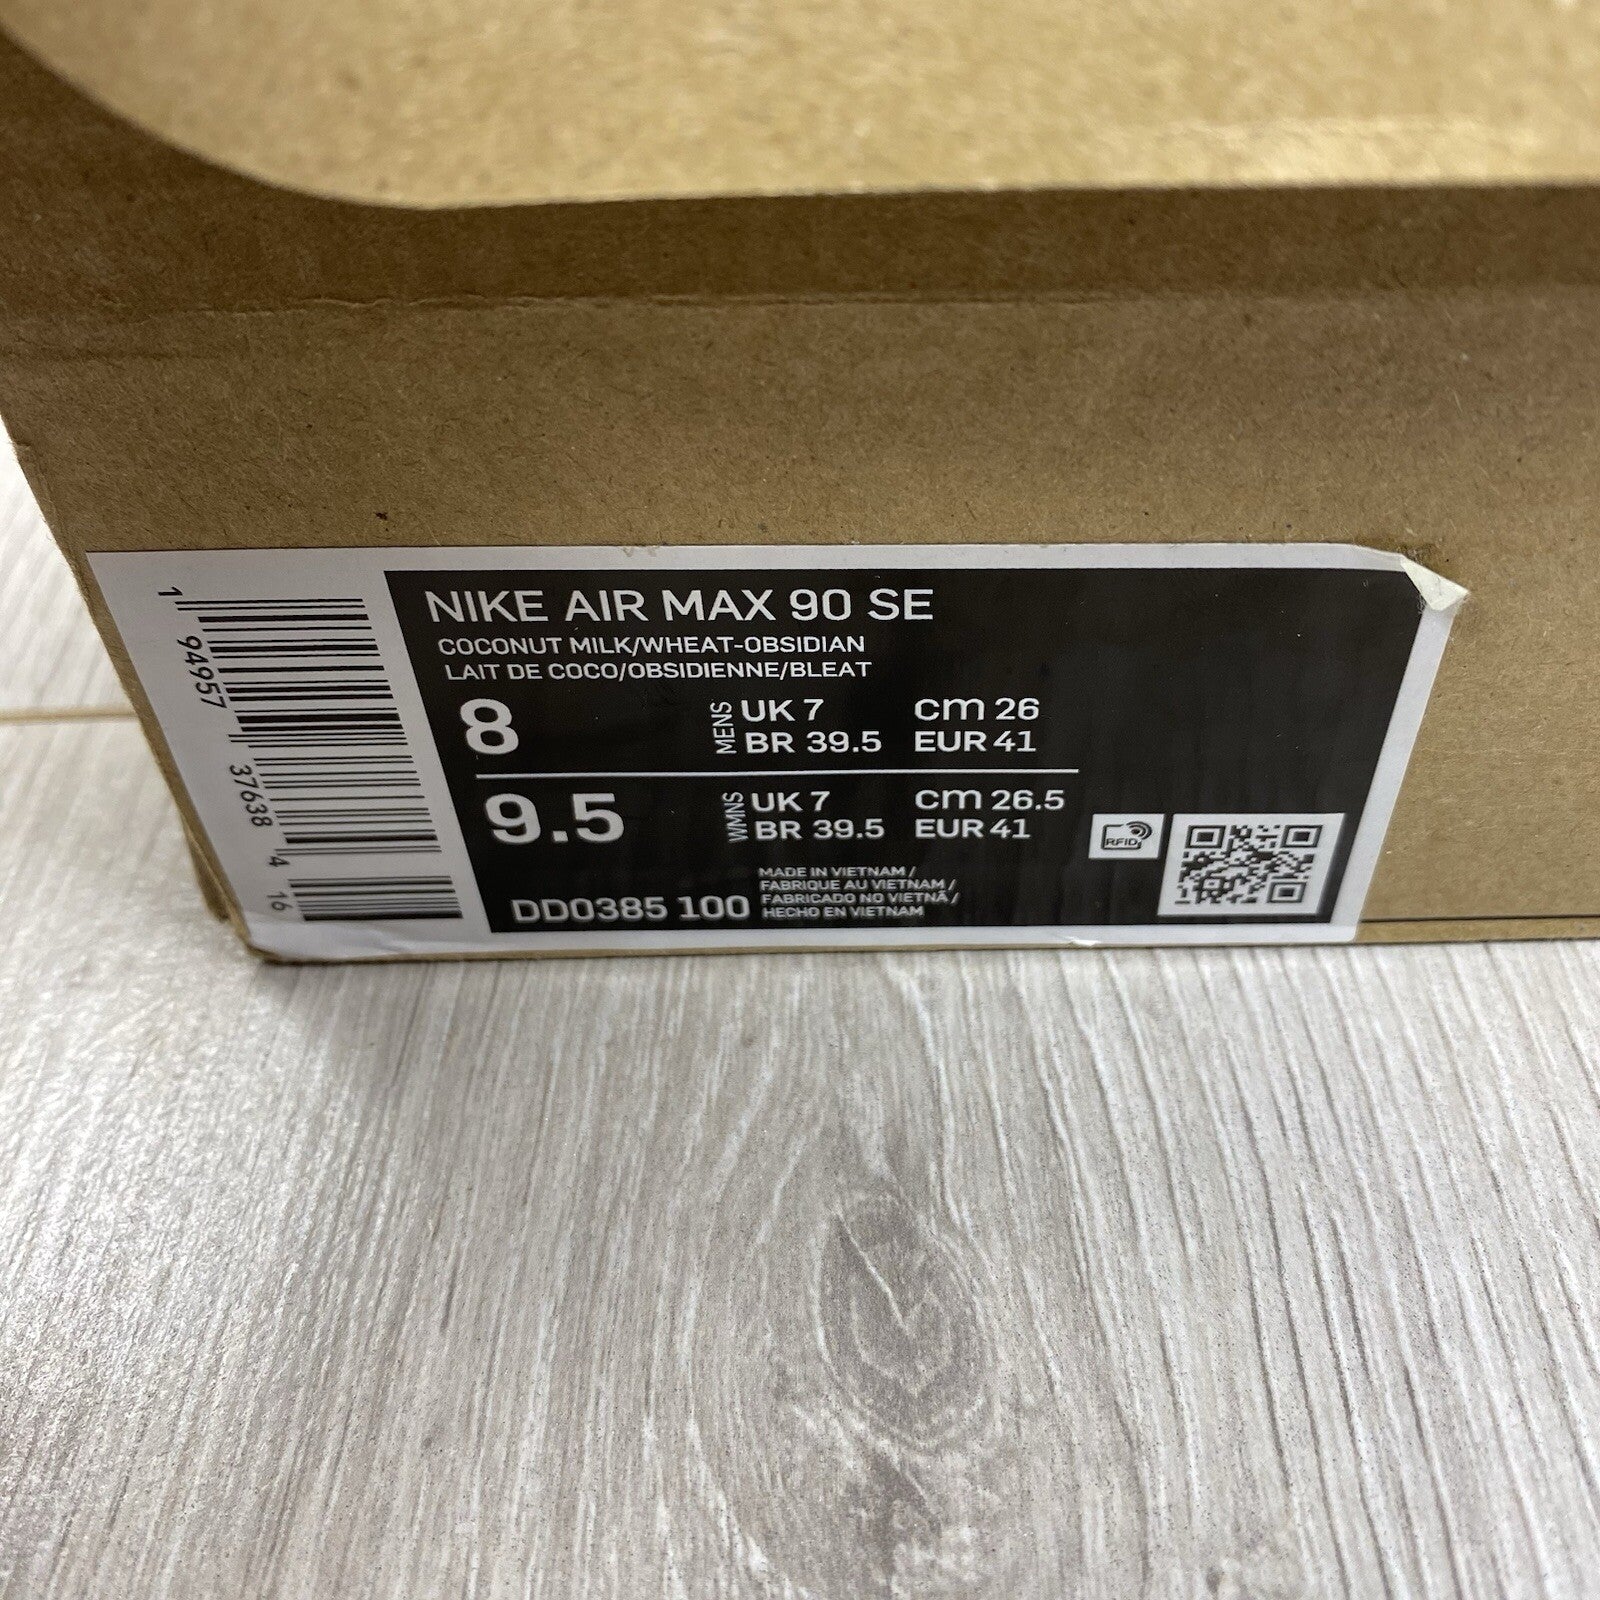 NIKE AIR MAX 90 SE
COCONUT MILK/WHEAT-OBSIDIAN
LAIT DE COCO/OBSIDIENNE/BLEAT
8 MENS UK 7 CM 26
BR 39.5 EUR 41
9.5 WMNS UK 7 CM 26.5
BR 39.5 EUR 41
DD0385 100
MADE IN VIETNAM /
FABRIQUE AU VIETNAM /
FABRICADO NO VIETNÃ /
HECHO EN VIETNAM
RFID
1 94957 37638 4 16